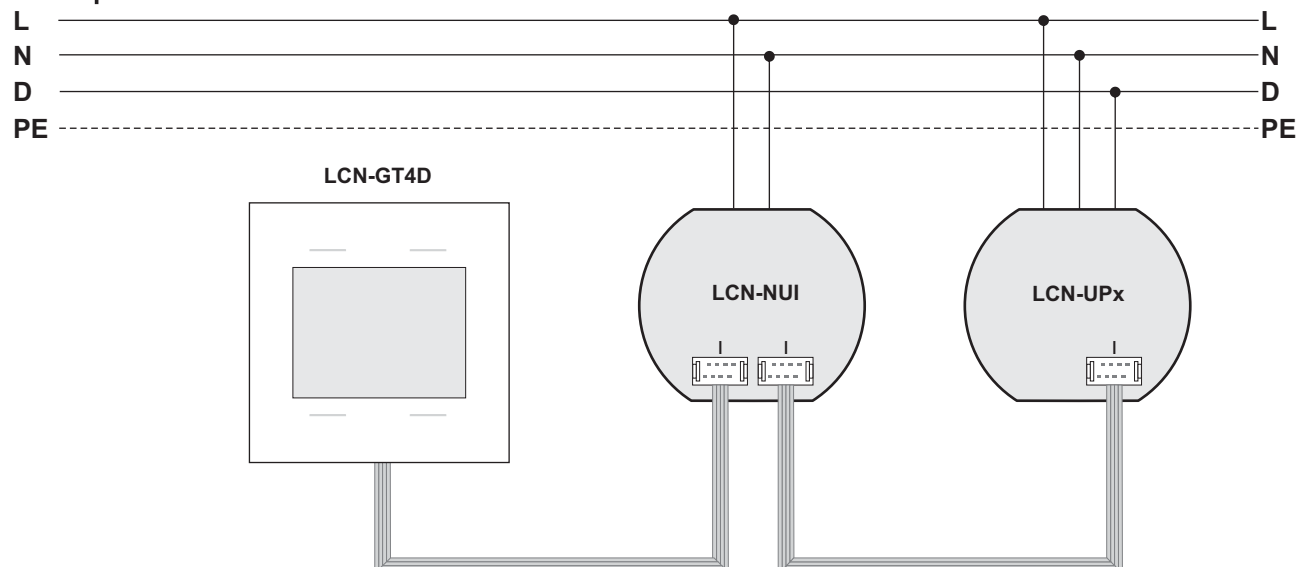 L L
N N
D D
PE PE
LCN-GT4D
LCN-NUI
LCN-UPx
I I I